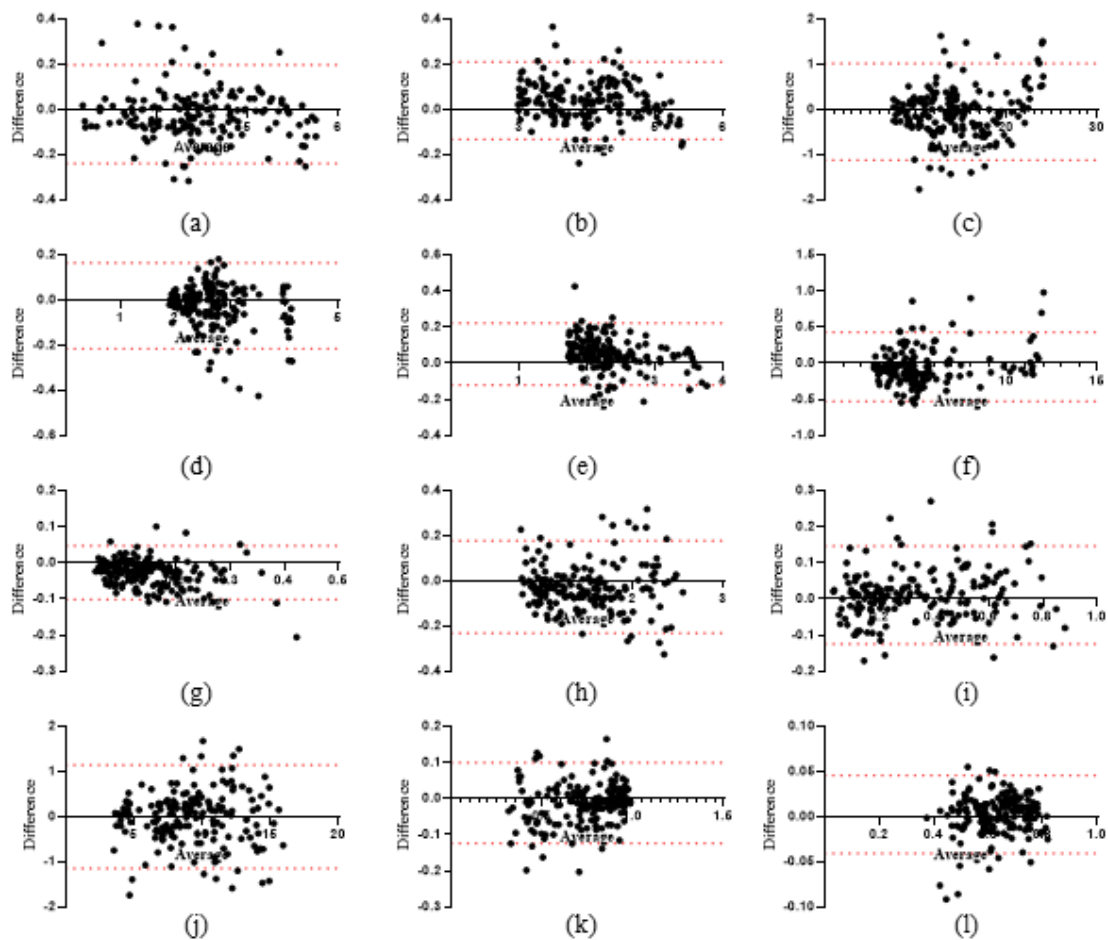 0.4 0.4 2
0.2 0.2 1
Difference 0.0 5 6 Difference 0.0 3 5 6 Difference 0 20 30
Average Average Average
-0.2 -0.2 -1
-0.4 -0.4 -2
(a) (b) (c)
0.2 0.6 1.5
0.4 1.0
Difference 0.0 1 2 5 Difference 0.2 Difference 0.5
Average
-0.2 0.0 1 3 4 0.0 10 16
-0.4 -0.2 Average -0.5 Average
-0.6 -0.4 -1.0
(d) (e) (f)
0.2 0.4 0.3
0.1 0.2 0.2
Difference 0.0 0.3 0.6 Difference 0.0 2 3 Difference 0.1
-0.1 Average Average 0.0 0.2 0.6 0.8 1.0
-0.2 -0.2 -0.1 Average
-0.3 -0.4 -0.2
(g) (h) (i)
2 0.2 0.10
1 0.1 0.05
Difference 0 5 15 20 Difference 0.0 1.0 1.6 Difference 0.00 0.2 0.4 1.0
-1 Average -0.1 Average -0.05 Average
-0.2
-2 -0.3 -0.10
(j) (k) (l)